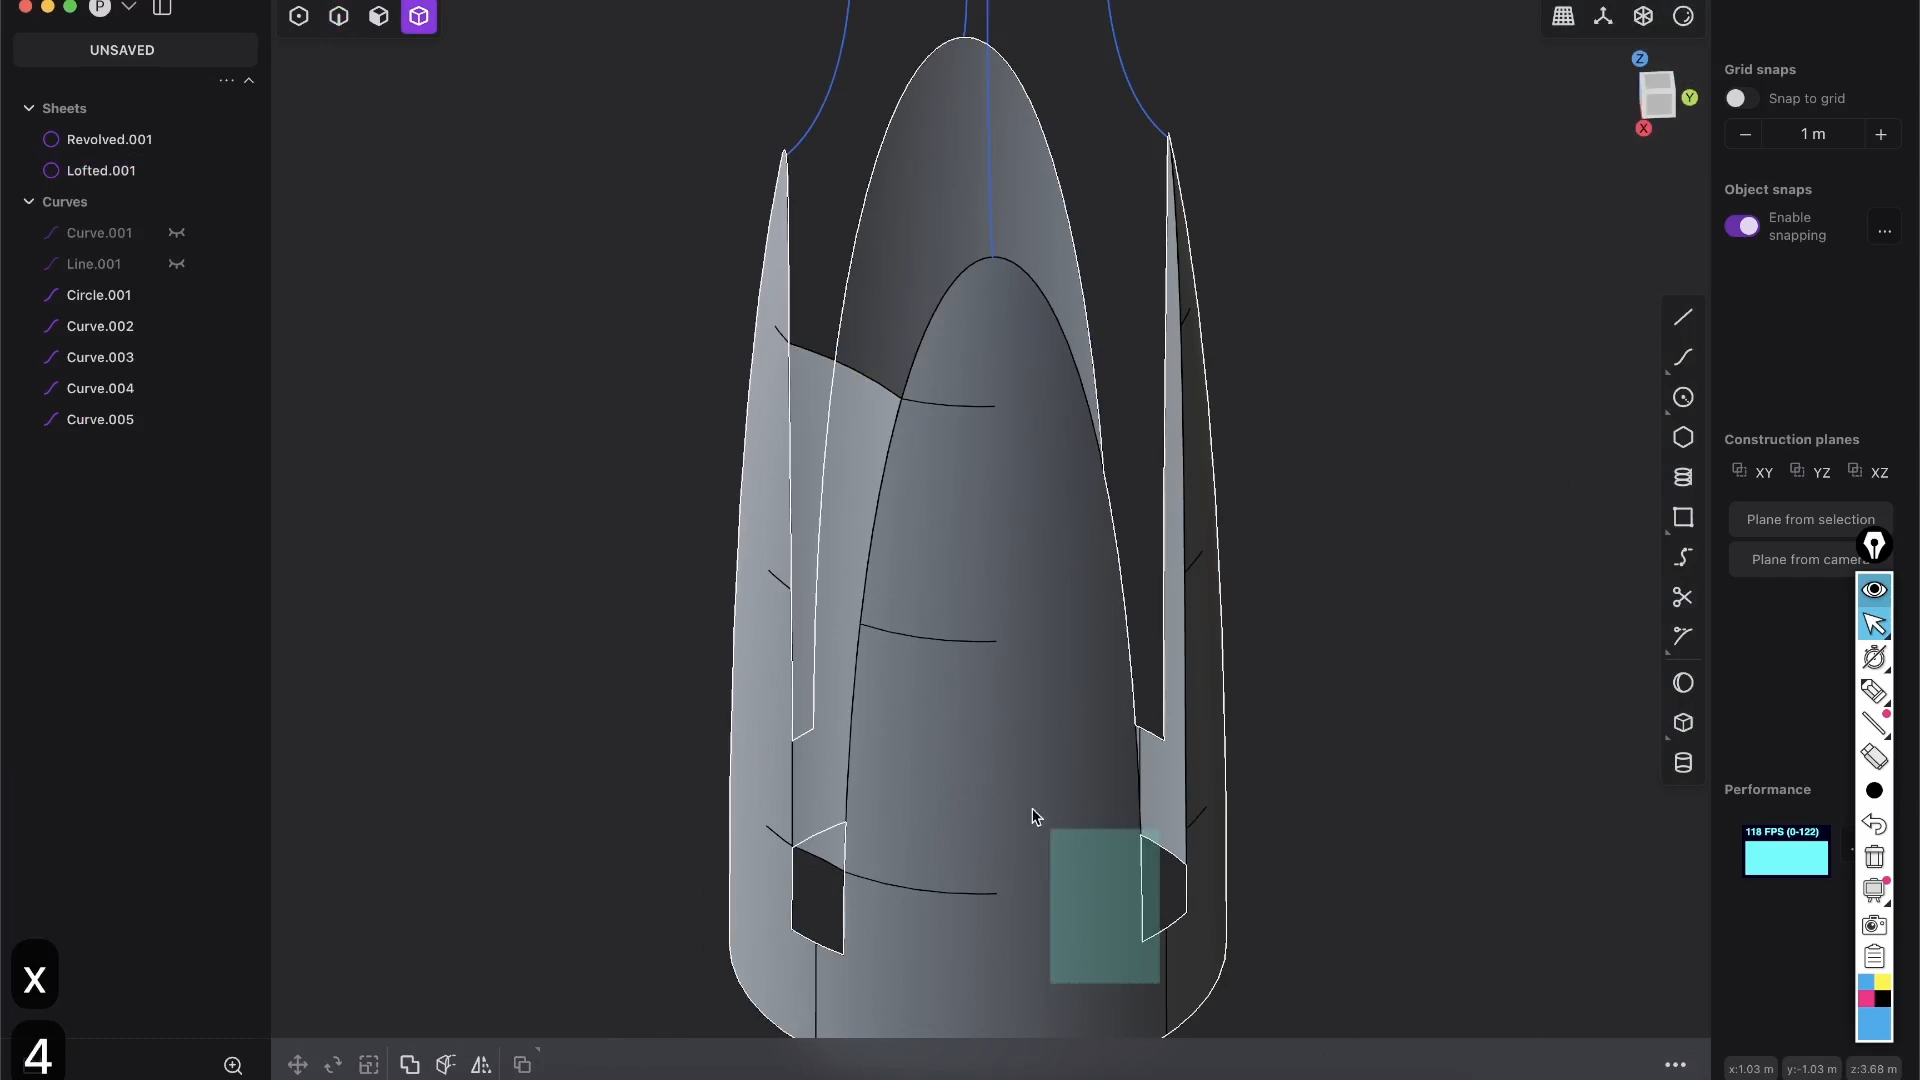 P
UNSAVED
Sheets
Revolved.001
Lofted.001
Curves
Curve.001
Line.001
Circle.001
Curve.002
Curve.003
Curve.004
Curve.005
X
4
Z
Y
X
Grid snaps
Snap to grid
1 m
Object snaps
Enable
snapping
Construction planes
XY YZ XZ
Plane from selection
Plane from camera
Performance
118 FPS (0-122)
x:1.03 m y:-1.03 m z:3.68 m